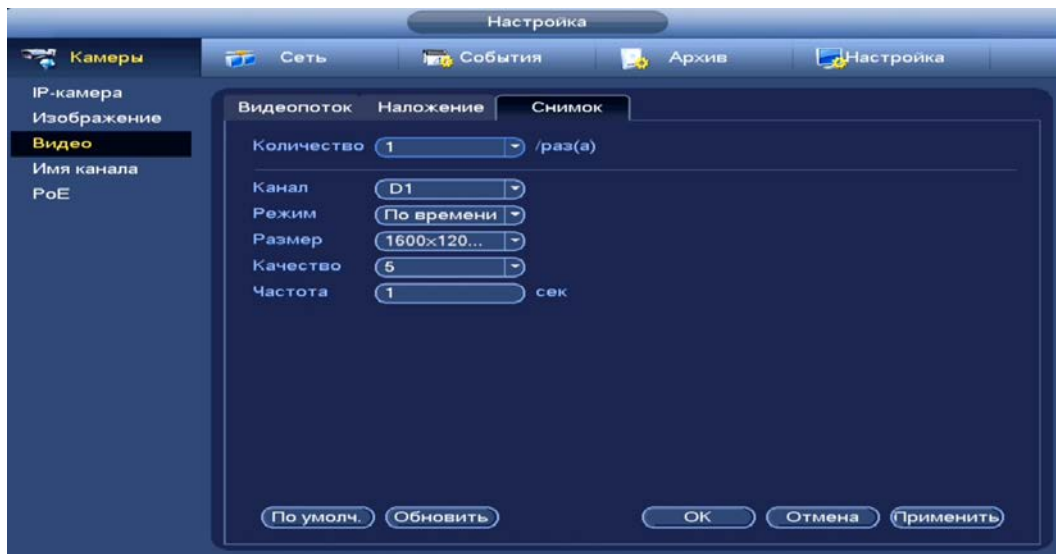 Настройка
Камеры Сеть События Архив Настройка
IP-камера
Изображение
Видео
Имя канала
PoE
Видеопоток Наложение Снимок
Количество 1 /раз(а)
Канал D1
Режим По времени
Размер 1600×120...
Качество 5
Частота 1 сек
По умолч. Обновить OK Отмена Применить